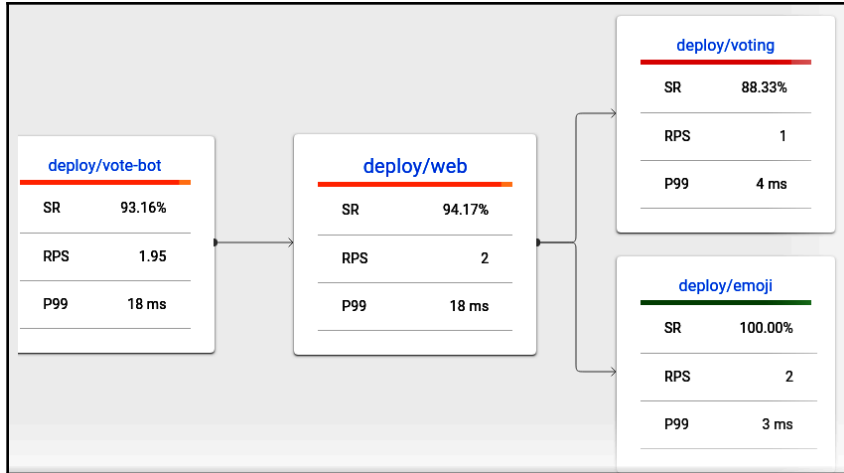 deploy/vote-bot
SR 93.16%
RPS 1.95
P99 18 ms
deploy/web
SR 94.17%
RPS 2
P99 18 ms
deploy/voting
SR 88.33%
RPS 1
P99 4 ms
deploy/emoji
SR 100.00%
RPS 2
P99 3 ms